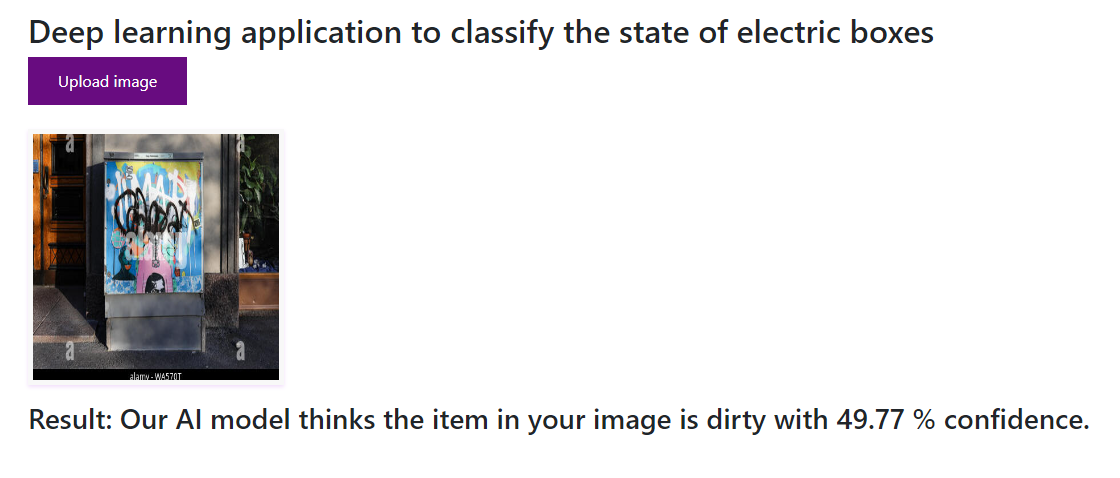 Deep learning application to classify the state of electric boxes
Upload image
a a
alamy
a a
alamy - WA570T
Result: Our AI model thinks the item in your image is dirty with 49.77 % confidence.